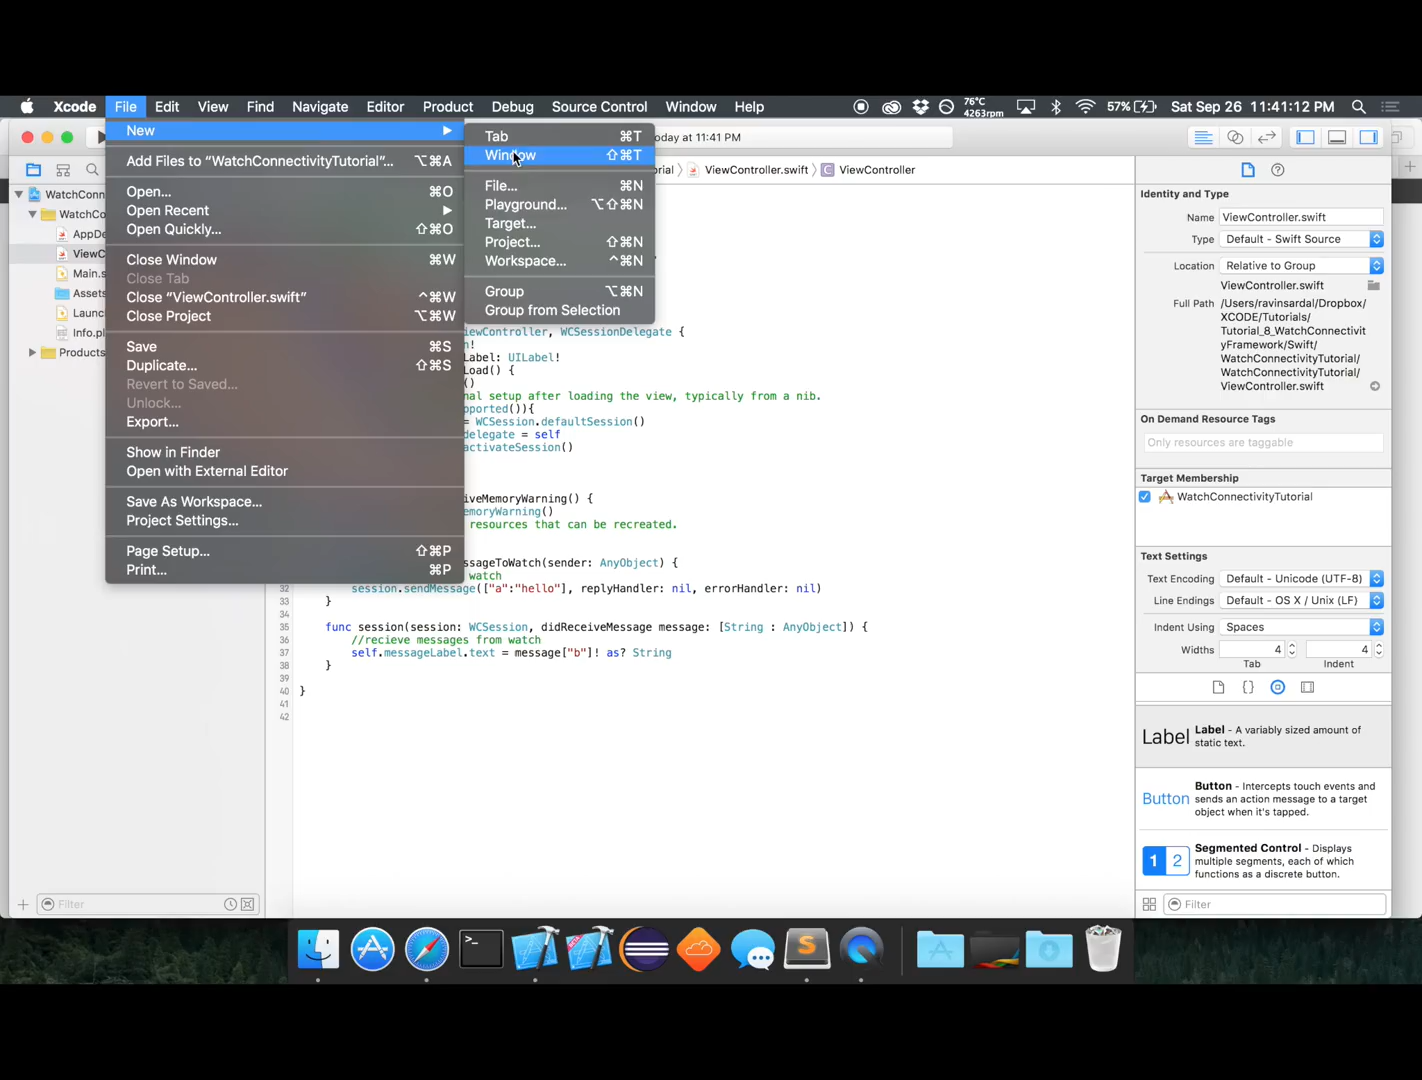 Xcode File Edit View Find Navigate Editor Product Debug Source Control Window Help 76°C 4263rpm 57% Sat Sep 26 11:41:12 PM
New
Add Files to “WatchConnectivityTutorial”... ⌥⌘A
Open... ⌘O
Open Recent
Open Quickly... ⇧⌘O
Close Window ⌘W
Close Tab
Close “ViewController.swift” ^⌘W
Close Project ⌥⌘W
Save ⌘S
Duplicate... ⇧⌘S
Revert to Saved...
Unlock...
Export...
Show in Finder
Open with External Editor
Save As Workspace...
Project Settings...
Page Setup... ⇧⌘P
Print... ⌘P
Tab ⌘T
Window ⇧⌘T
File... ⌘N
Playground... ⌥⇧⌘N
Target...
Project... ⇧⌘N
Workspace... ^⌘N
Group ⌥⌘N
Group from Selection
oday at 11:41 PM
rial ViewController.swift C ViewController
WatchConn
WatchCo
AppDe
ViewC
Main.s
Assets
Launc
Info.pl
Products
Filter
iewController, WCSessionDelegate {
n!
Label: UILabel!
Load() {
()
nal setup after loading the view, typically from a nib.
pported()){
= WCSession.defaultSession()
delegate = self
activateSession()
iveMemoryWarning() {
emoryWarning()
resources that can be recreated.
ssageToWatch(sender: AnyObject) {
watch
32 session.sendMessage(["a":"hello"], replyHandler: nil, errorHandler: nil)
33 }
34
35 func session(session: WCSession, didReceiveMessage message: [String : AnyObject]) {
36 //recieve messages from watch
37 self.messageLabel.text = message["b"]! as? String
38 }
39
40 }
41
42
Identity and Type
Name ViewController.swift
Type Default - Swift Source
Location Relative to Group
ViewController.swift
Full Path /Users/ravinsardal/Dropbox/
XCODE/Tutorials/
Tutorial_8_WatchConnectivit
yFramework/Swift/
WatchConnectivityTutorial/
WatchConnectivityTutorial/
ViewController.swift
On Demand Resource Tags
Only resources are taggable
Target Membership
WatchConnectivityTutorial
Text Settings
Text Encoding Default - Unicode (UTF-8)
Line Endings Default - OS X / Unix (LF)
Indent Using Spaces
Widths 4 4
Tab Indent
Label Label - A variably sized amount of
static text.
Button Button - Intercepts touch events and
sends an action message to a target
object when it's tapped.
1 2 Segmented Control - Displays
multiple segments, each of which
functions as a discrete button.
Filter